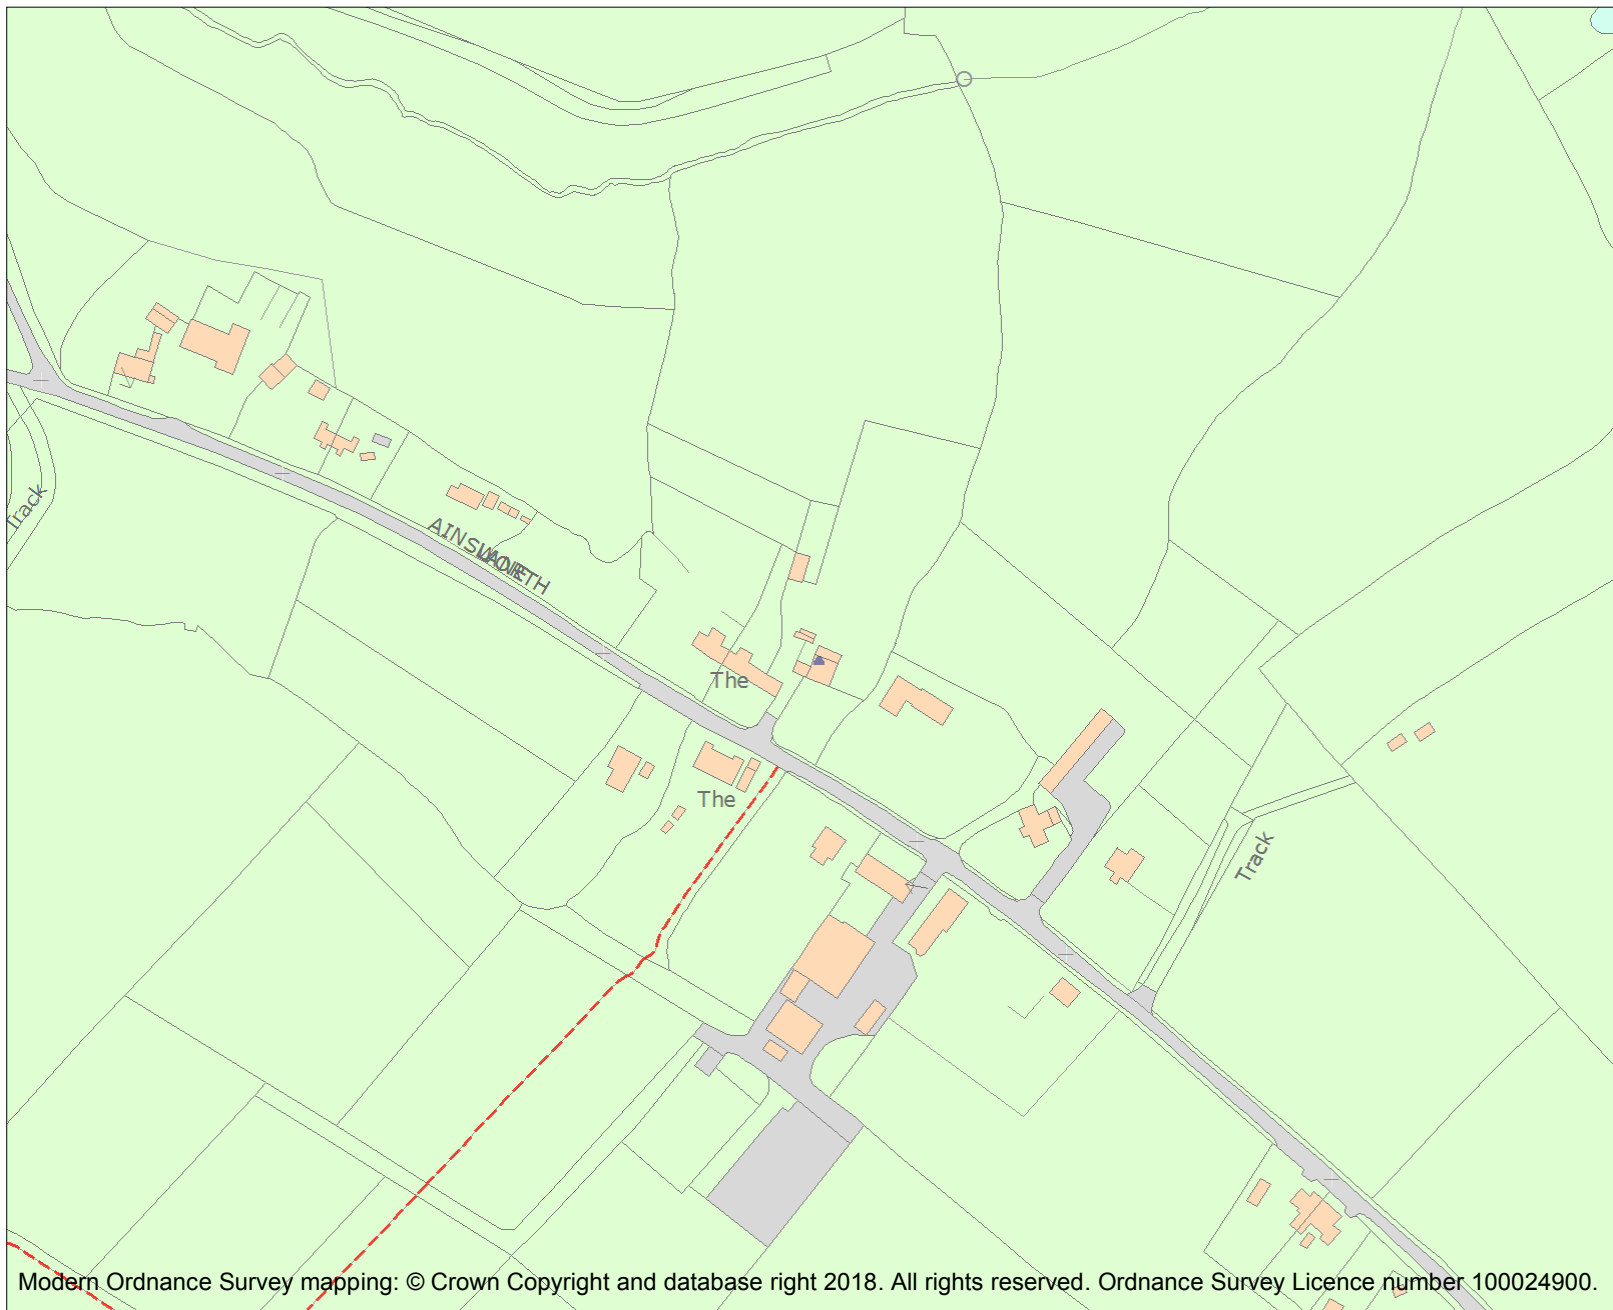 Track
AINSWORTH
LANE
The
The
Track
Modern Ordnance Survey mapping: © Crown Copyright and database right 2018. All rights reserved. Ordnance Survey Licence number 100024900.